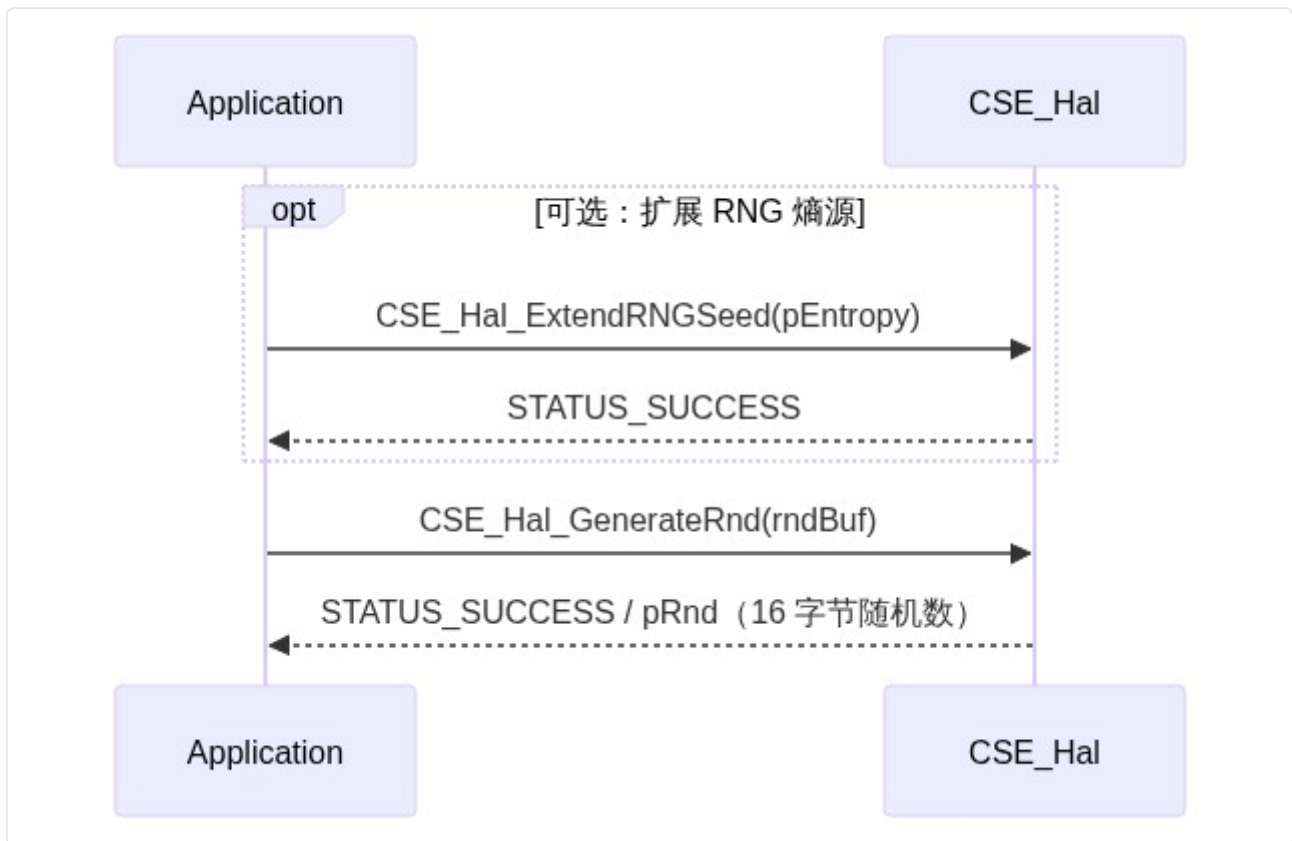 Application
CSE_Hal
opt
[可选：扩展 RNG 熵源]
CSE_Hal_ExtendRNGSeed(pEntropy)
STATUS_SUCCESS
CSE_Hal_GenerateRnd(rndBuf)
STATUS_SUCCESS / pRnd（16 字节随机数）
Application
CSE_Hal